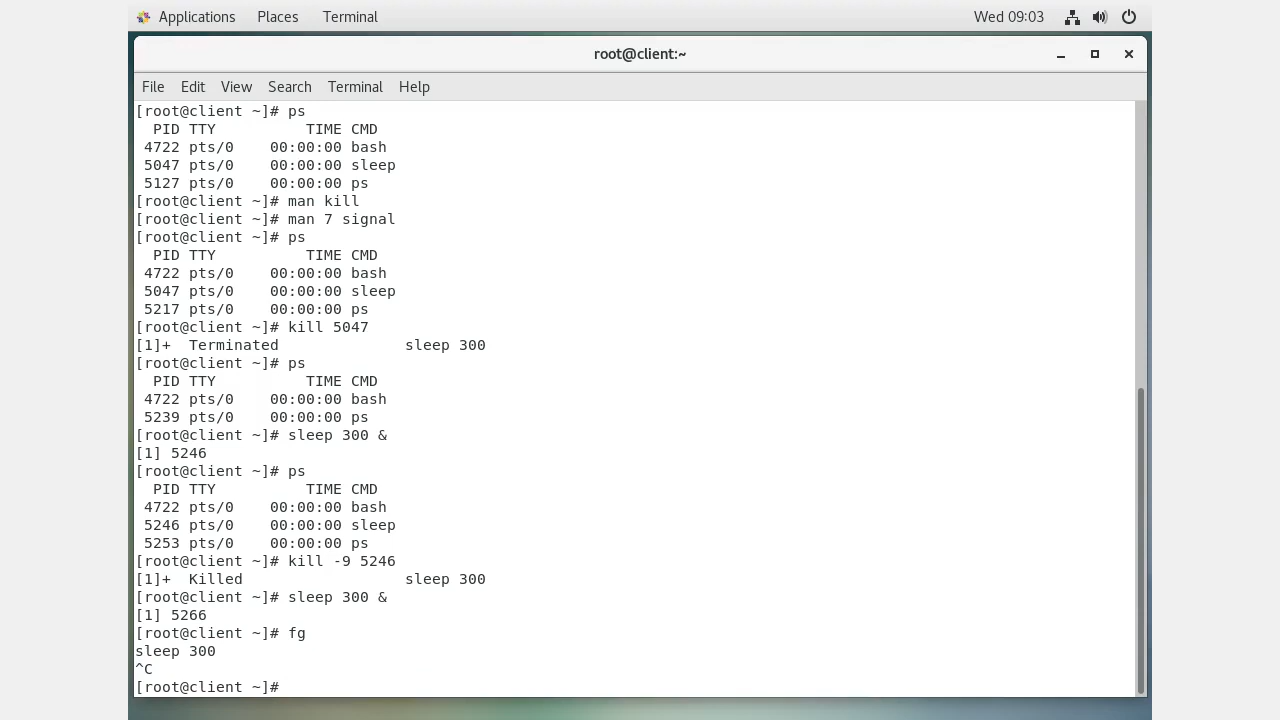 Applications Places Terminal Wed 09:03
root@client:~
File Edit View Search Terminal Help
[root@client ~]# ps
  PID TTY          TIME CMD
 4722 pts/0    00:00:00 bash
 5047 pts/0    00:00:00 sleep
 5127 pts/0    00:00:00 ps
[root@client ~]# man kill
[root@client ~]# man 7 signal
[root@client ~]# ps
  PID TTY          TIME CMD
 4722 pts/0    00:00:00 bash
 5047 pts/0    00:00:00 sleep
 5217 pts/0    00:00:00 ps
[root@client ~]# kill 5047
[1]+  Terminated              sleep 300
[root@client ~]# ps
  PID TTY          TIME CMD
 4722 pts/0    00:00:00 bash
 5239 pts/0    00:00:00 ps
[root@client ~]# sleep 300 &
[1] 5246
[root@client ~]# ps
  PID TTY          TIME CMD
 4722 pts/0    00:00:00 bash
 5246 pts/0    00:00:00 sleep
 5253 pts/0    00:00:00 ps
[root@client ~]# kill -9 5246
[1]+  Killed                  sleep 300
[root@client ~]# sleep 300 &
[1] 5266
[root@client ~]# fg
sleep 300
^C
[root@client ~]#